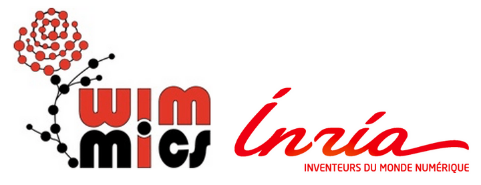 wim
mics
Inria
INVENTEURS DU MONDE NUMÉRIQUE